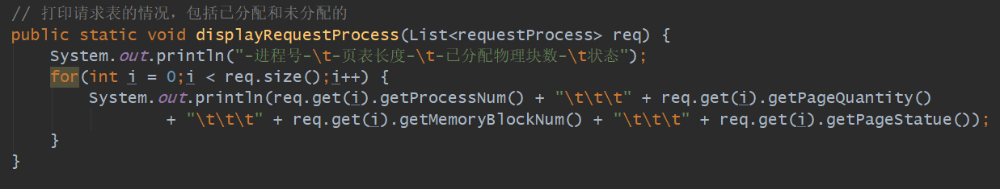 // 打印请求表的情况，包括已分配和未分配的
public static void displayRequestProcess(List<requestProcess> req) {
    System.out.println("-进程号-\t-页表长度-\t-已分配物理块数-\t状态");
    for(int i = 0;i < req.size();i++) {
        System.out.println(req.get(i).getProcessNum() + "\t\t\t" + req.get(i).getPageQuantity()
                + "\t\t\t" + req.get(i).getMemoryBlockNum() + "\t\t\t" + req.get(i).getPageStatue());
    }
}